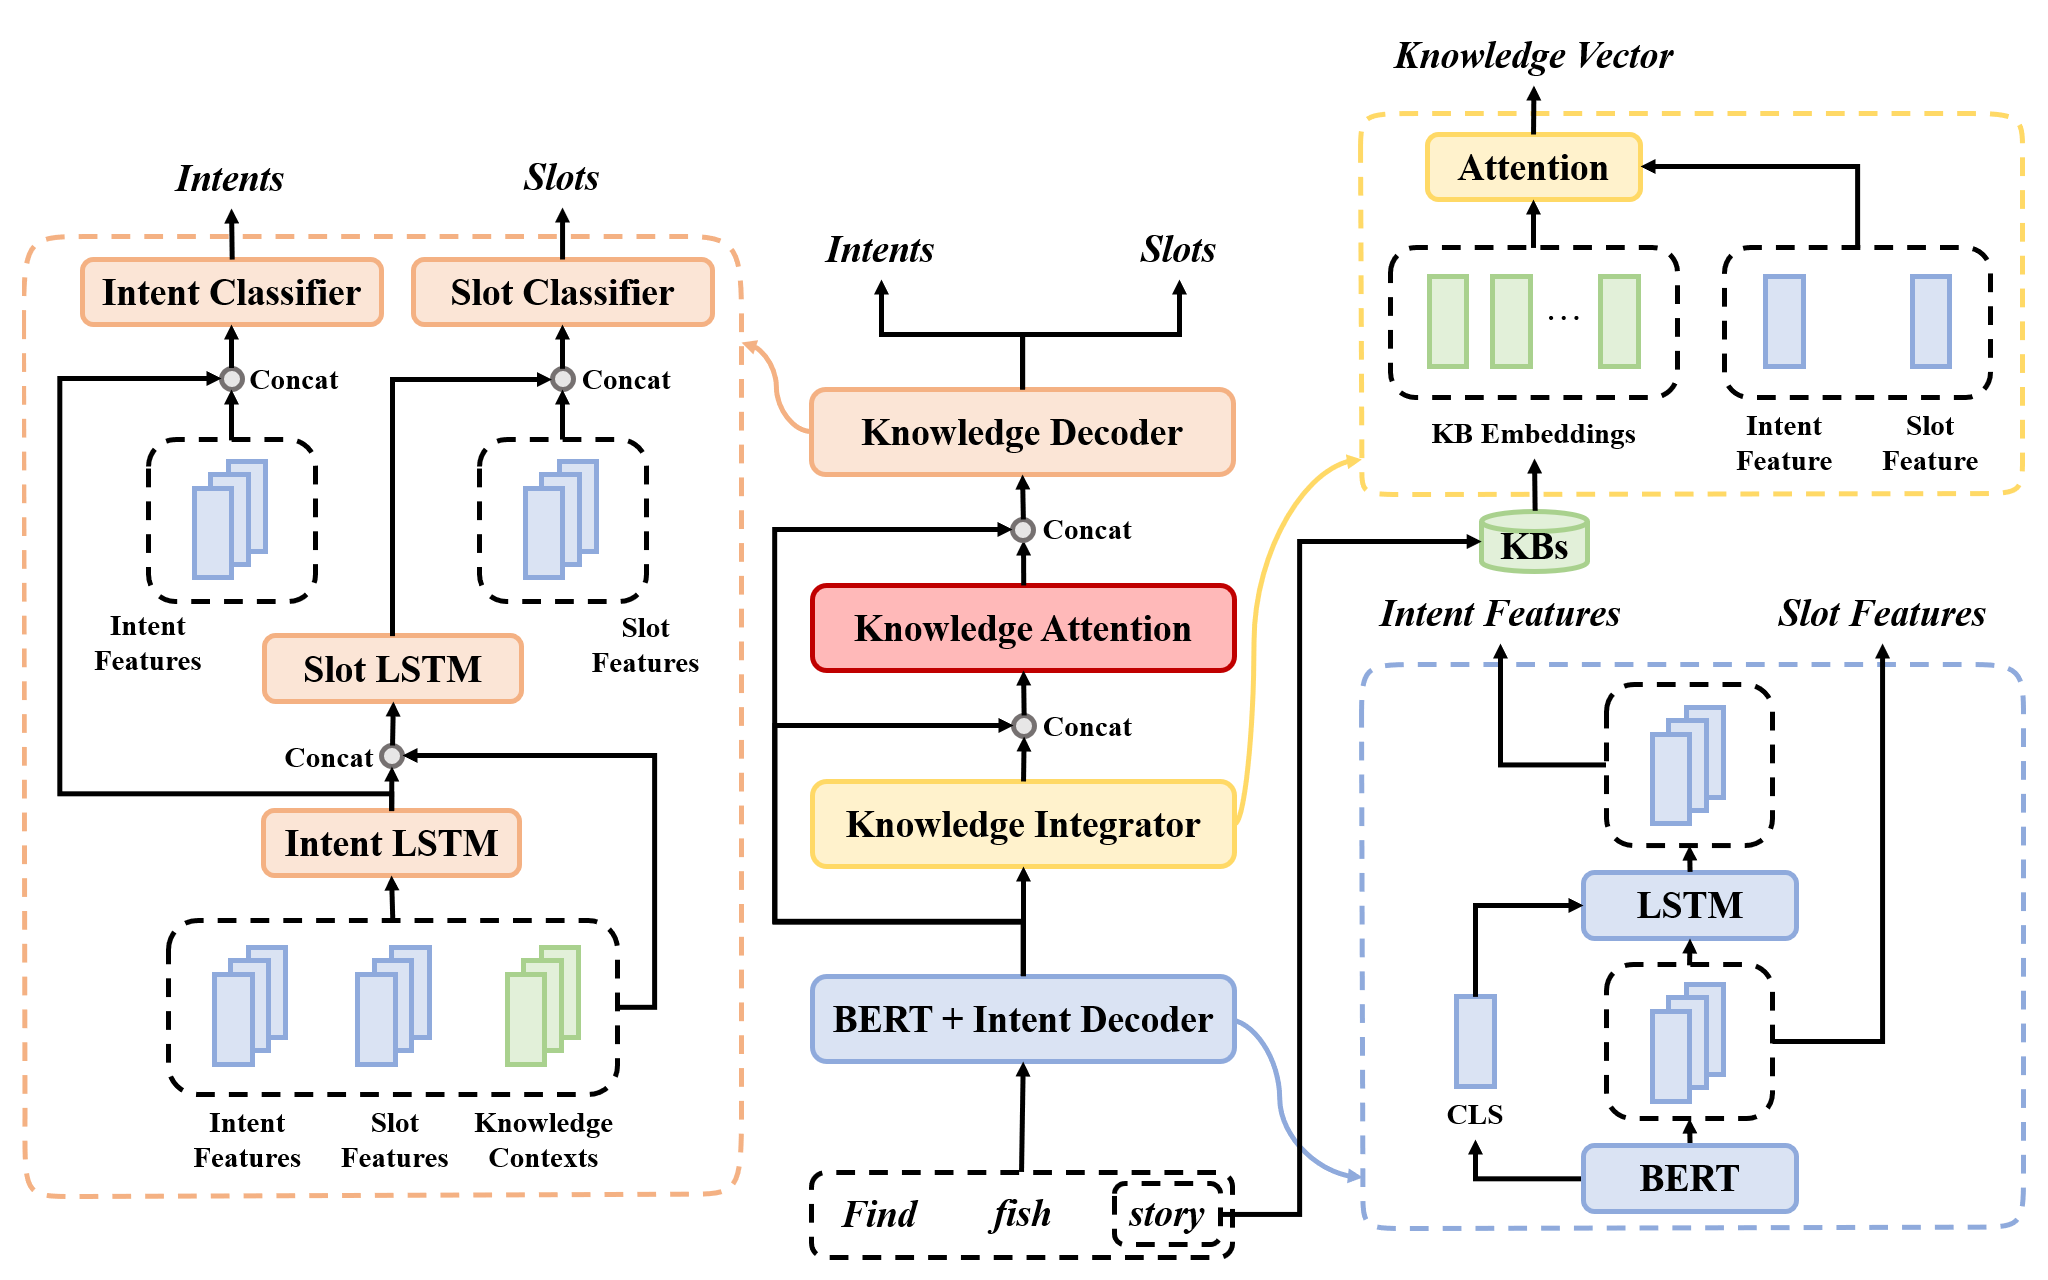 Intents
Slots
Intent Classifier
Slot Classifier
Concat
Concat
Intent
Features
Slot
Features
Slot LSTM
Concat
Intent LSTM
Intent
Features
Slot
Features
Knowledge
Contexts
Intents
Slots
Knowledge Decoder
Concat
Knowledge Attention
Concat
Knowledge Integrator
BERT + Intent Decoder
Find fish story
Knowledge Vector
Attention
...
KB Embeddings
Intent
Feature
Slot
Feature
KBs
Intent Features
Slot Features
LSTM
CLS
BERT